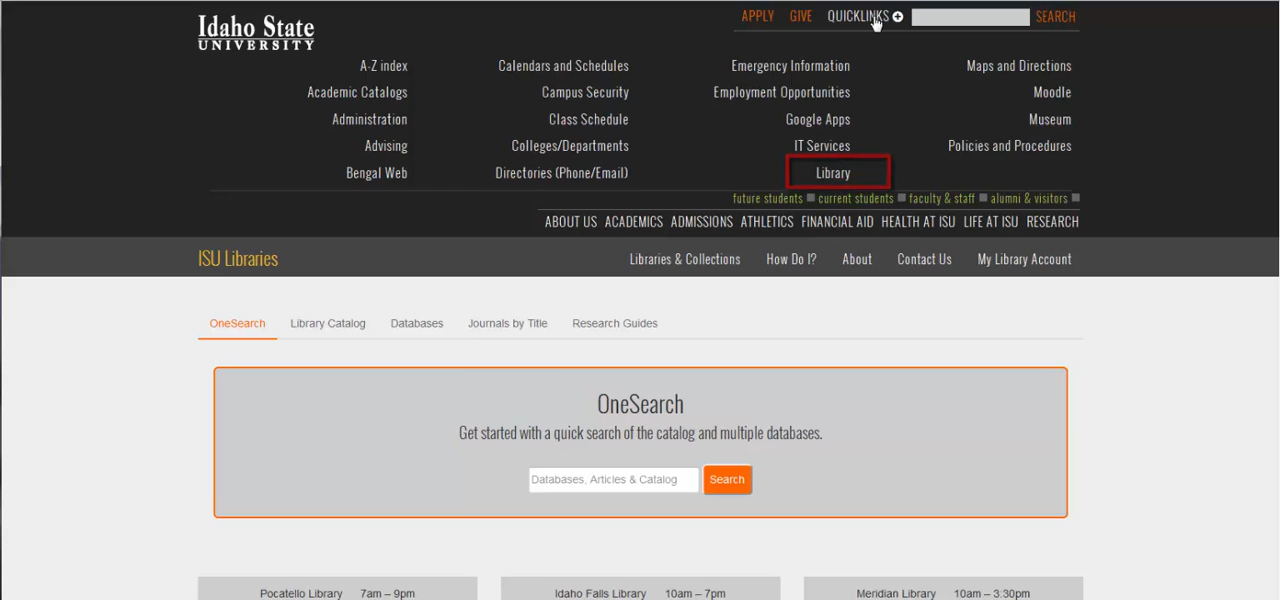 APPLY GIVE QUICKLINKS SEARCH
Idaho State
UNIVERSITY
A-Z index Calendars and Schedules Emergency Information Maps and Directions
Academic Catalogs Campus Security Employment Opportunities Moodle
Administration Class Schedule Google Apps Museum
Advising Colleges/Departments IT Services Policies and Procedures
Bengal Web Directories (Phone/Email) Library
future students current students faculty & staff alumni & visitors
ABOUT US ACADEMICS ADMISSIONS ATHLETICS FINANCIAL AID HEALTH AT ISU LIFE AT ISU RESEARCH
ISU Libraries Libraries & Collections How Do I? About Contact Us My Library Account
OneSearch Library Catalog Databases Journals by Title Research Guides
OneSearch
Get started with a quick search of the catalog and multiple databases.
Databases, Articles & Catalog Search
Pocatello Library 7am – 9pm Idaho Falls Library 10am – 7pm Meridian Library 10am – 3:30pm